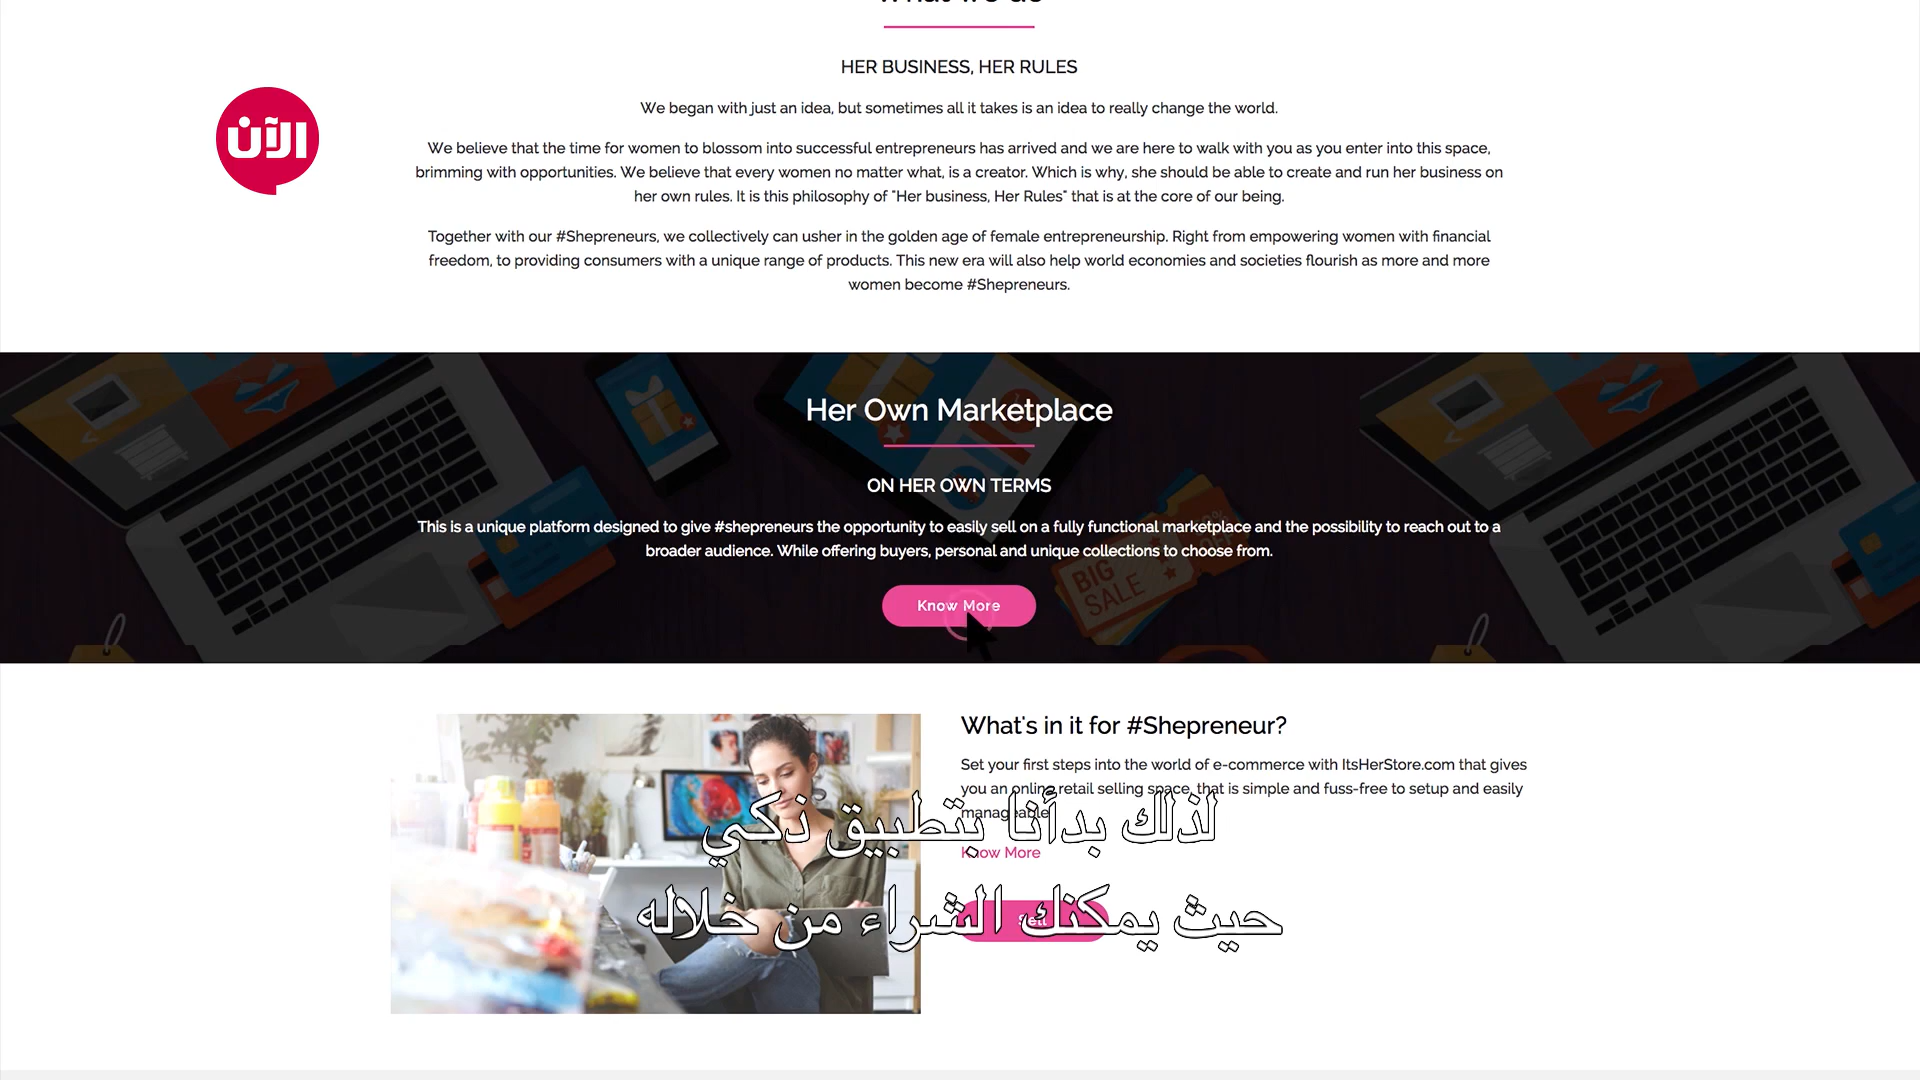 What we do
HER BUSINESS, HER RULES
We began with just an idea, but sometimes all it takes is an idea to really change the world.
الآن
We believe that the time for women to blossom into successful entrepreneurs has arrived and we are here to walk with you as you enter into this space,
brimming with opportunities. We believe that every women no matter what, is a creator. Which is why, she should be able to create and run her business on
her own rules. It is this philosophy of "Her business, Her Rules" that is at the core of our being.
Together with our #Shepreneurs, we collectively can usher in the golden age of female entrepreneurship. Right from empowering women with financial
freedom, to providing consumers with a unique range of products. This new era will also help world economies and societies flourish as more and more
women become #Shepreneurs.
Her Own Marketplace
ON HER OWN TERMS
This is a unique platform designed to give #shepreneurs the opportunity to easily sell on a fully functional marketplace and the possibility to reach out to a
broader audience. While offering buyers, personal and unique collections to choose from.
BIG
SALE
Know More
What's in it for #Shepreneur?
Set your first steps into the world of e-commerce with ItsHerStore.com that gives
you an online retail selling space, that is simple and fuss-free to setup and easily
manageable
Know More
Sell
لذلك بدأنا بتطبيق ذكي
حيث يمكنك الشراء من خلاله